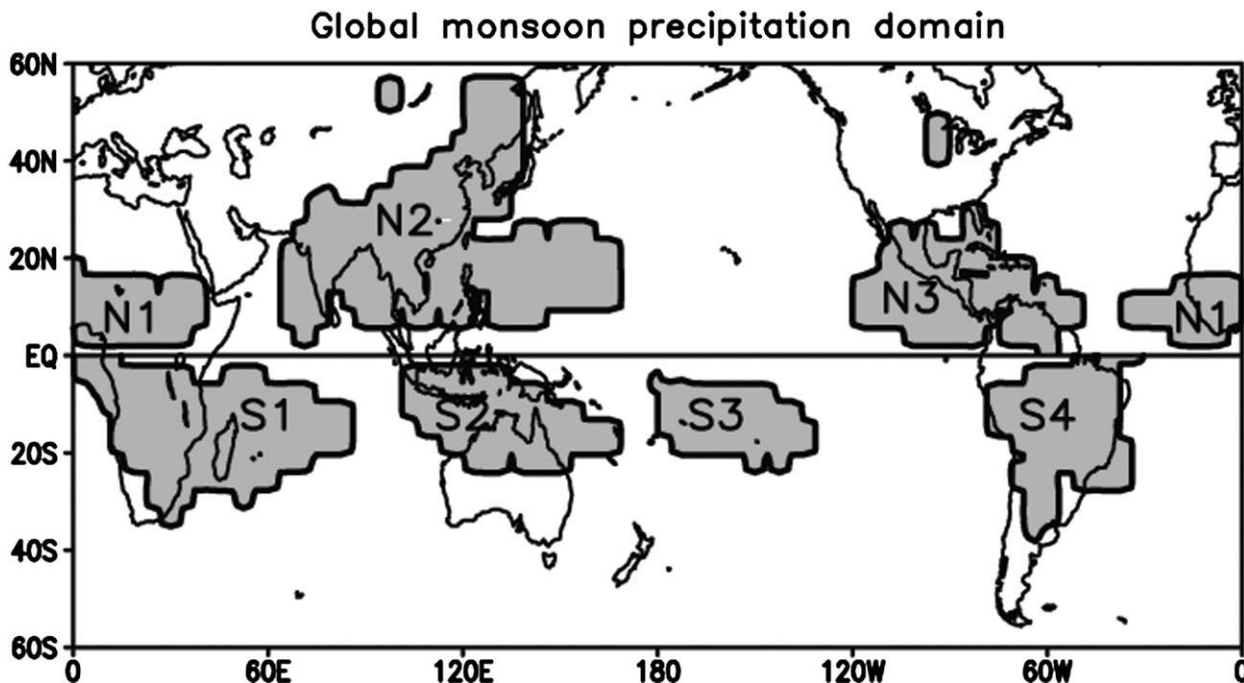 Global monsoon precipitation domain
60N
40N
N2
20N
N3
N1
N1
EQ
S1
S2
S3
S4
20S
40S
60S
0
60E
120E
180
120W
60W
0